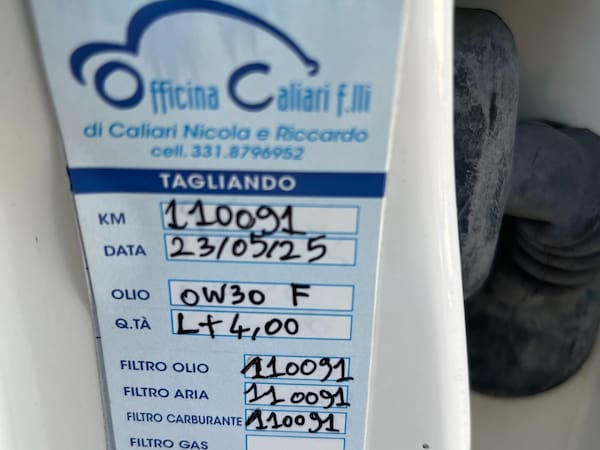 Officina Caliari f.lli
di Caliari Nicola e Riccardo
cell. 331.8796952
TAGLIANDO
KM 110091
DATA 23/05/25
OLIO 0W30 F
Q.TÀ L+4,00
FILTRO OLIO 110091
FILTRO ARIA 110091
FILTRO CARBURANTE 110091
FILTRO GAS